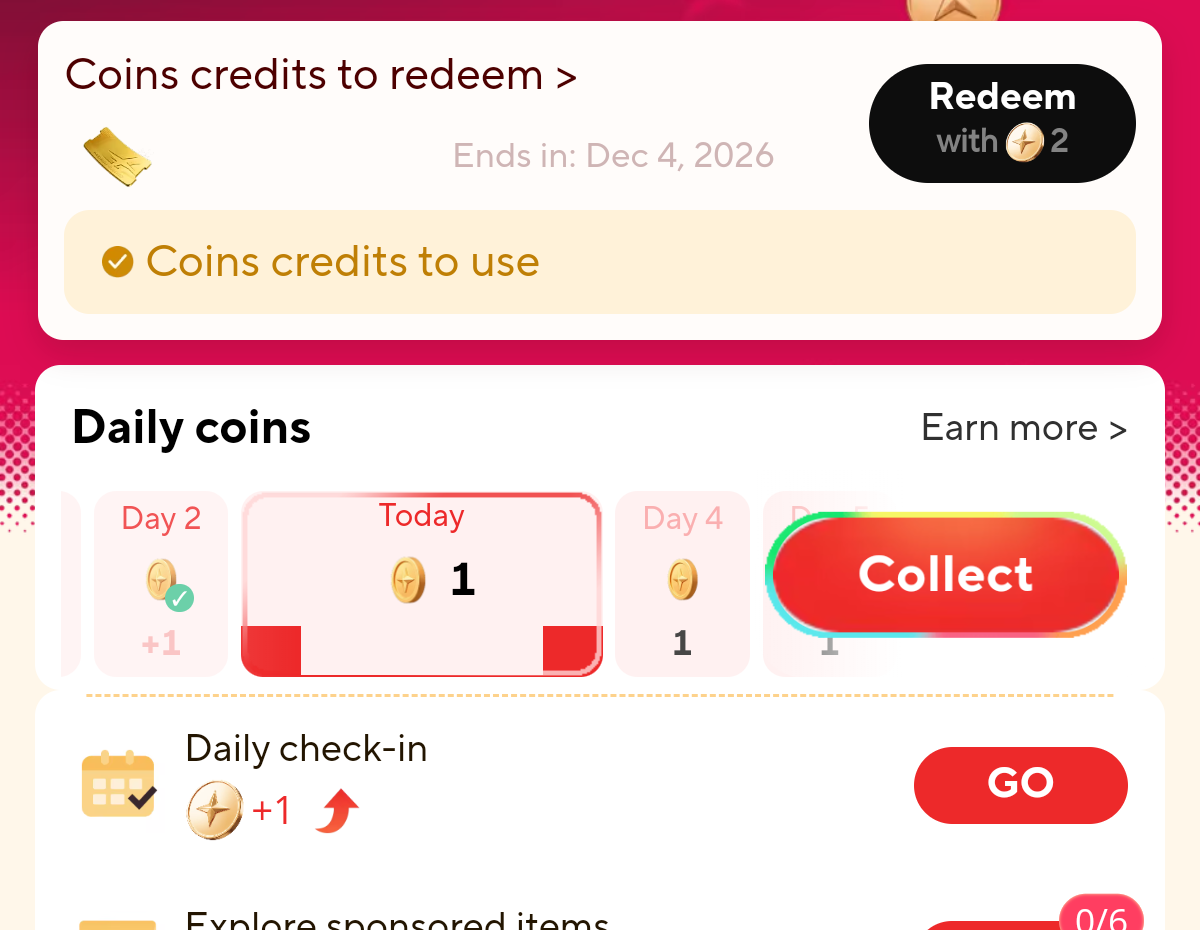 Coins credits to redeem >
Redeem
with 2
Ends in: Dec 4, 2026
Coins credits to use
Daily coins
Earn more >
Day 2
Today
Day 4
+1
1
1
1
Collect
Daily check-in
+1
GO
Explore sponsored items
0/6